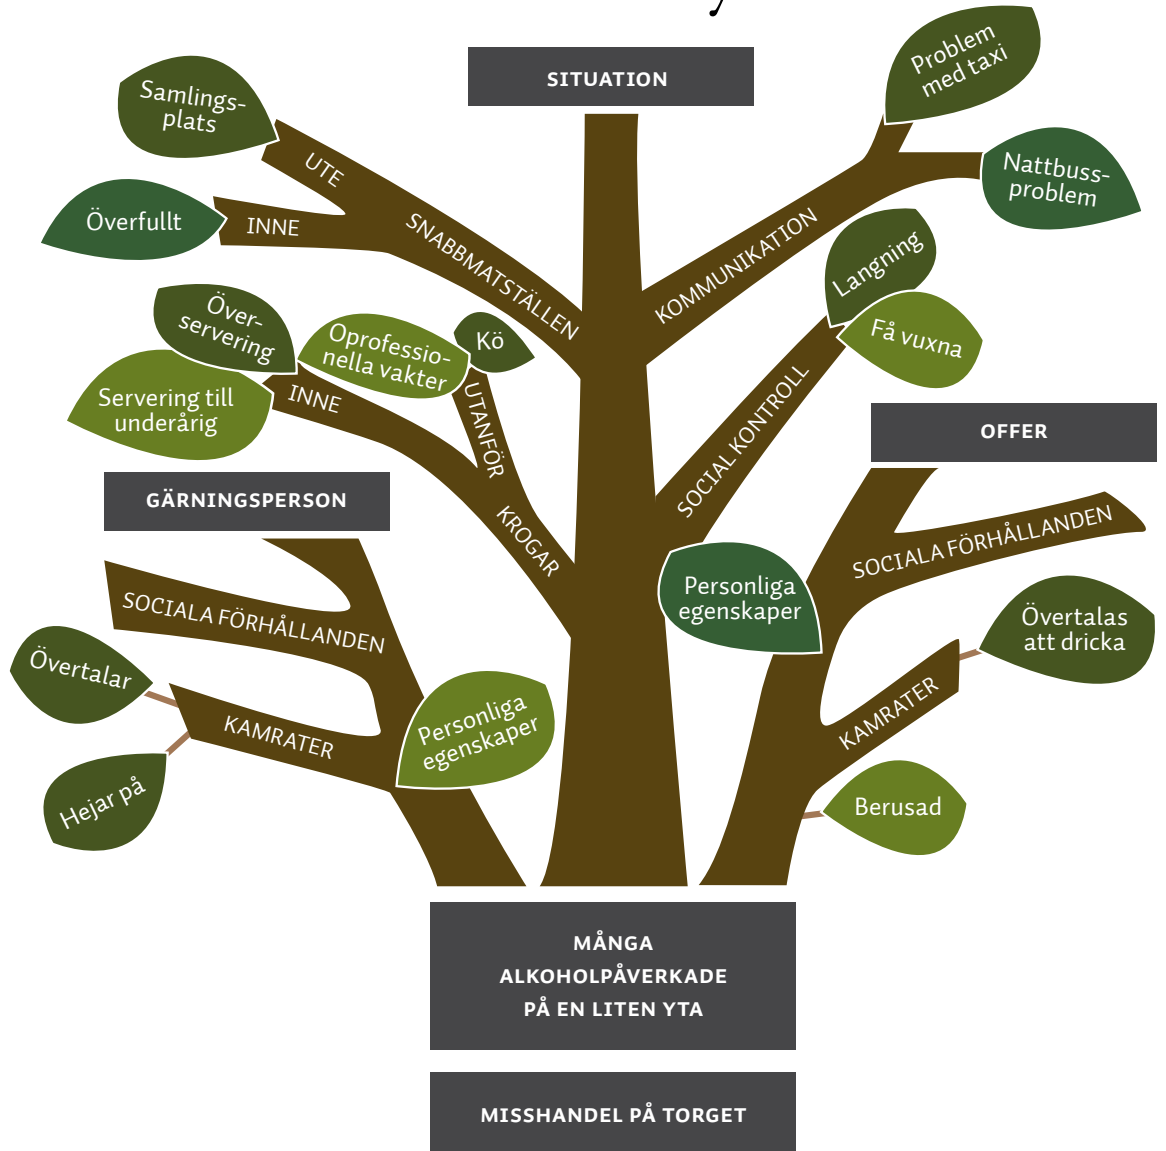 SITUATION
Problem
med taxi
Samlings-
plats
UTE
Nattbuss-
problem
Överfullt
INNE
SNABBMATSTÄLLEN
KOMMUNIKATION
Langning
Få vuxna
Över-
servering
Oprofessio-
nella vakter
Kö
Servering till
underårig
INNE
UTANFÖR
KROGAR
SOCIAL KONTROLL
OFFER
GÄRNINGSPERSON
SOCIALA FÖRHÅLLANDEN
SOCIALA FÖRHÅLLANDEN
Personliga
egenskaper
Övertalas
att dricka
Övertalar
KAMRATER
Personliga
egenskaper
KAMRATER
Hejar på
Berusad
MÅNGA
ALKOHOLPÅVERKADE
PÅ EN LITEN YTA
MISSHANDEL PÅ TORGET